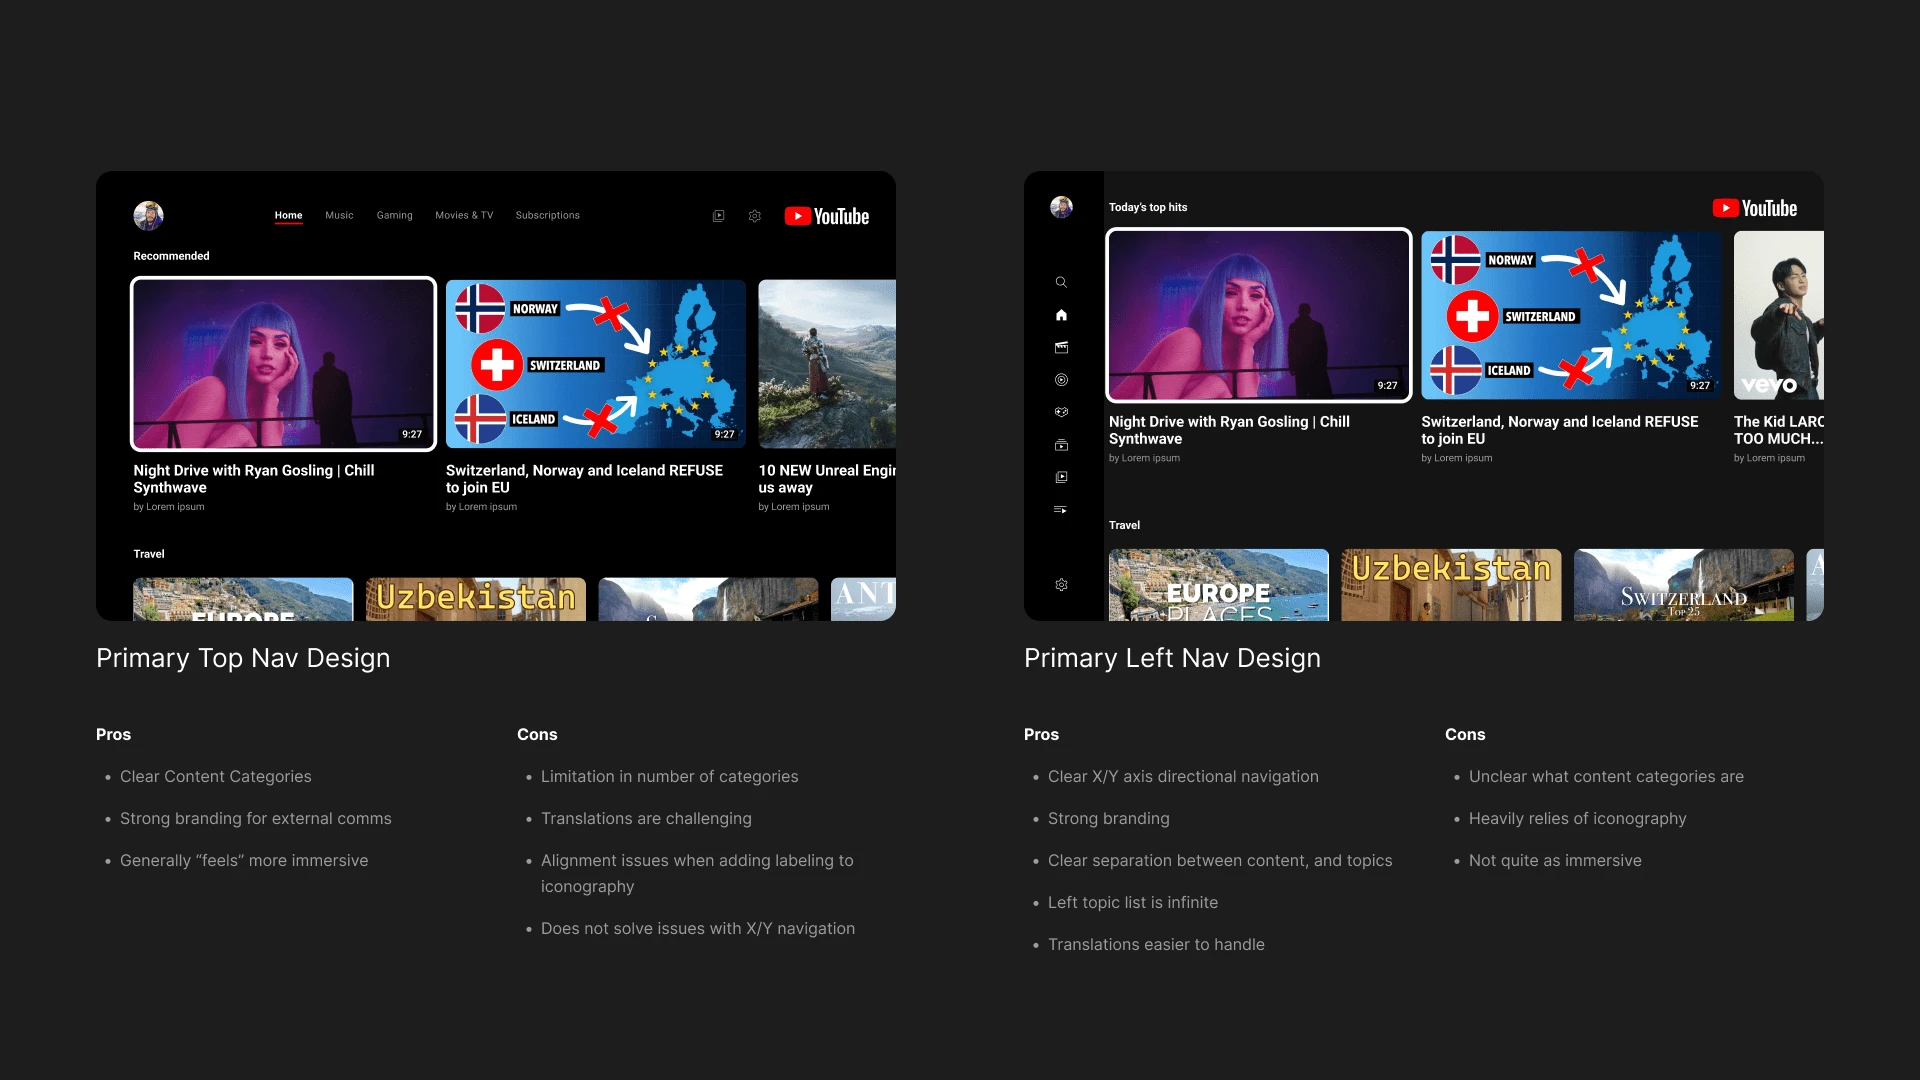 Home Music Gaming Movies & TV Subscriptions YouTube
Recommended
NORWAY
SWITZERLAND
ICELAND
9:27
9:27
Night Drive with Ryan Gosling | Chill
Synthwave
by Lorem ipsum
Switzerland, Norway and Iceland REFUSE
to join EU
by Lorem ipsum
10 NEW Unreal Engin
us away
by Lorem ipsum
Travel
EUROPE
Uzbekistan
S
ANT
Primary Top Nav Design
Pros
• Clear Content Categories
• Strong branding for external comms
• Generally “feels” more immersive
Cons
• Limitation in number of categories
• Translations are challenging
• Alignment issues when adding labeling to
iconography
• Does not solve issues with X/Y navigation
Today’s top hits
YouTube
NORWAY
SWITZERLAND
ICELAND
9:27
9:27
vevo
Night Drive with Ryan Gosling | Chill
Synthwave
by Lorem ipsum
Switzerland, Norway and Iceland REFUSE
to join EU
by Lorem ipsum
The Kid LARO
TOO MUCH...
by Lorem ipsum
Travel
EUROPE
PLACES
Uzbekistan
SWITZERLAND
TOP 25
A
Primary Left Nav Design
Pros
• Clear X/Y axis directional navigation
• Strong branding
• Clear separation between content, and topics
• Left topic list is infinite
• Translations easier to handle
Cons
• Unclear what content categories are
• Heavily relies of iconography
• Not quite as immersive